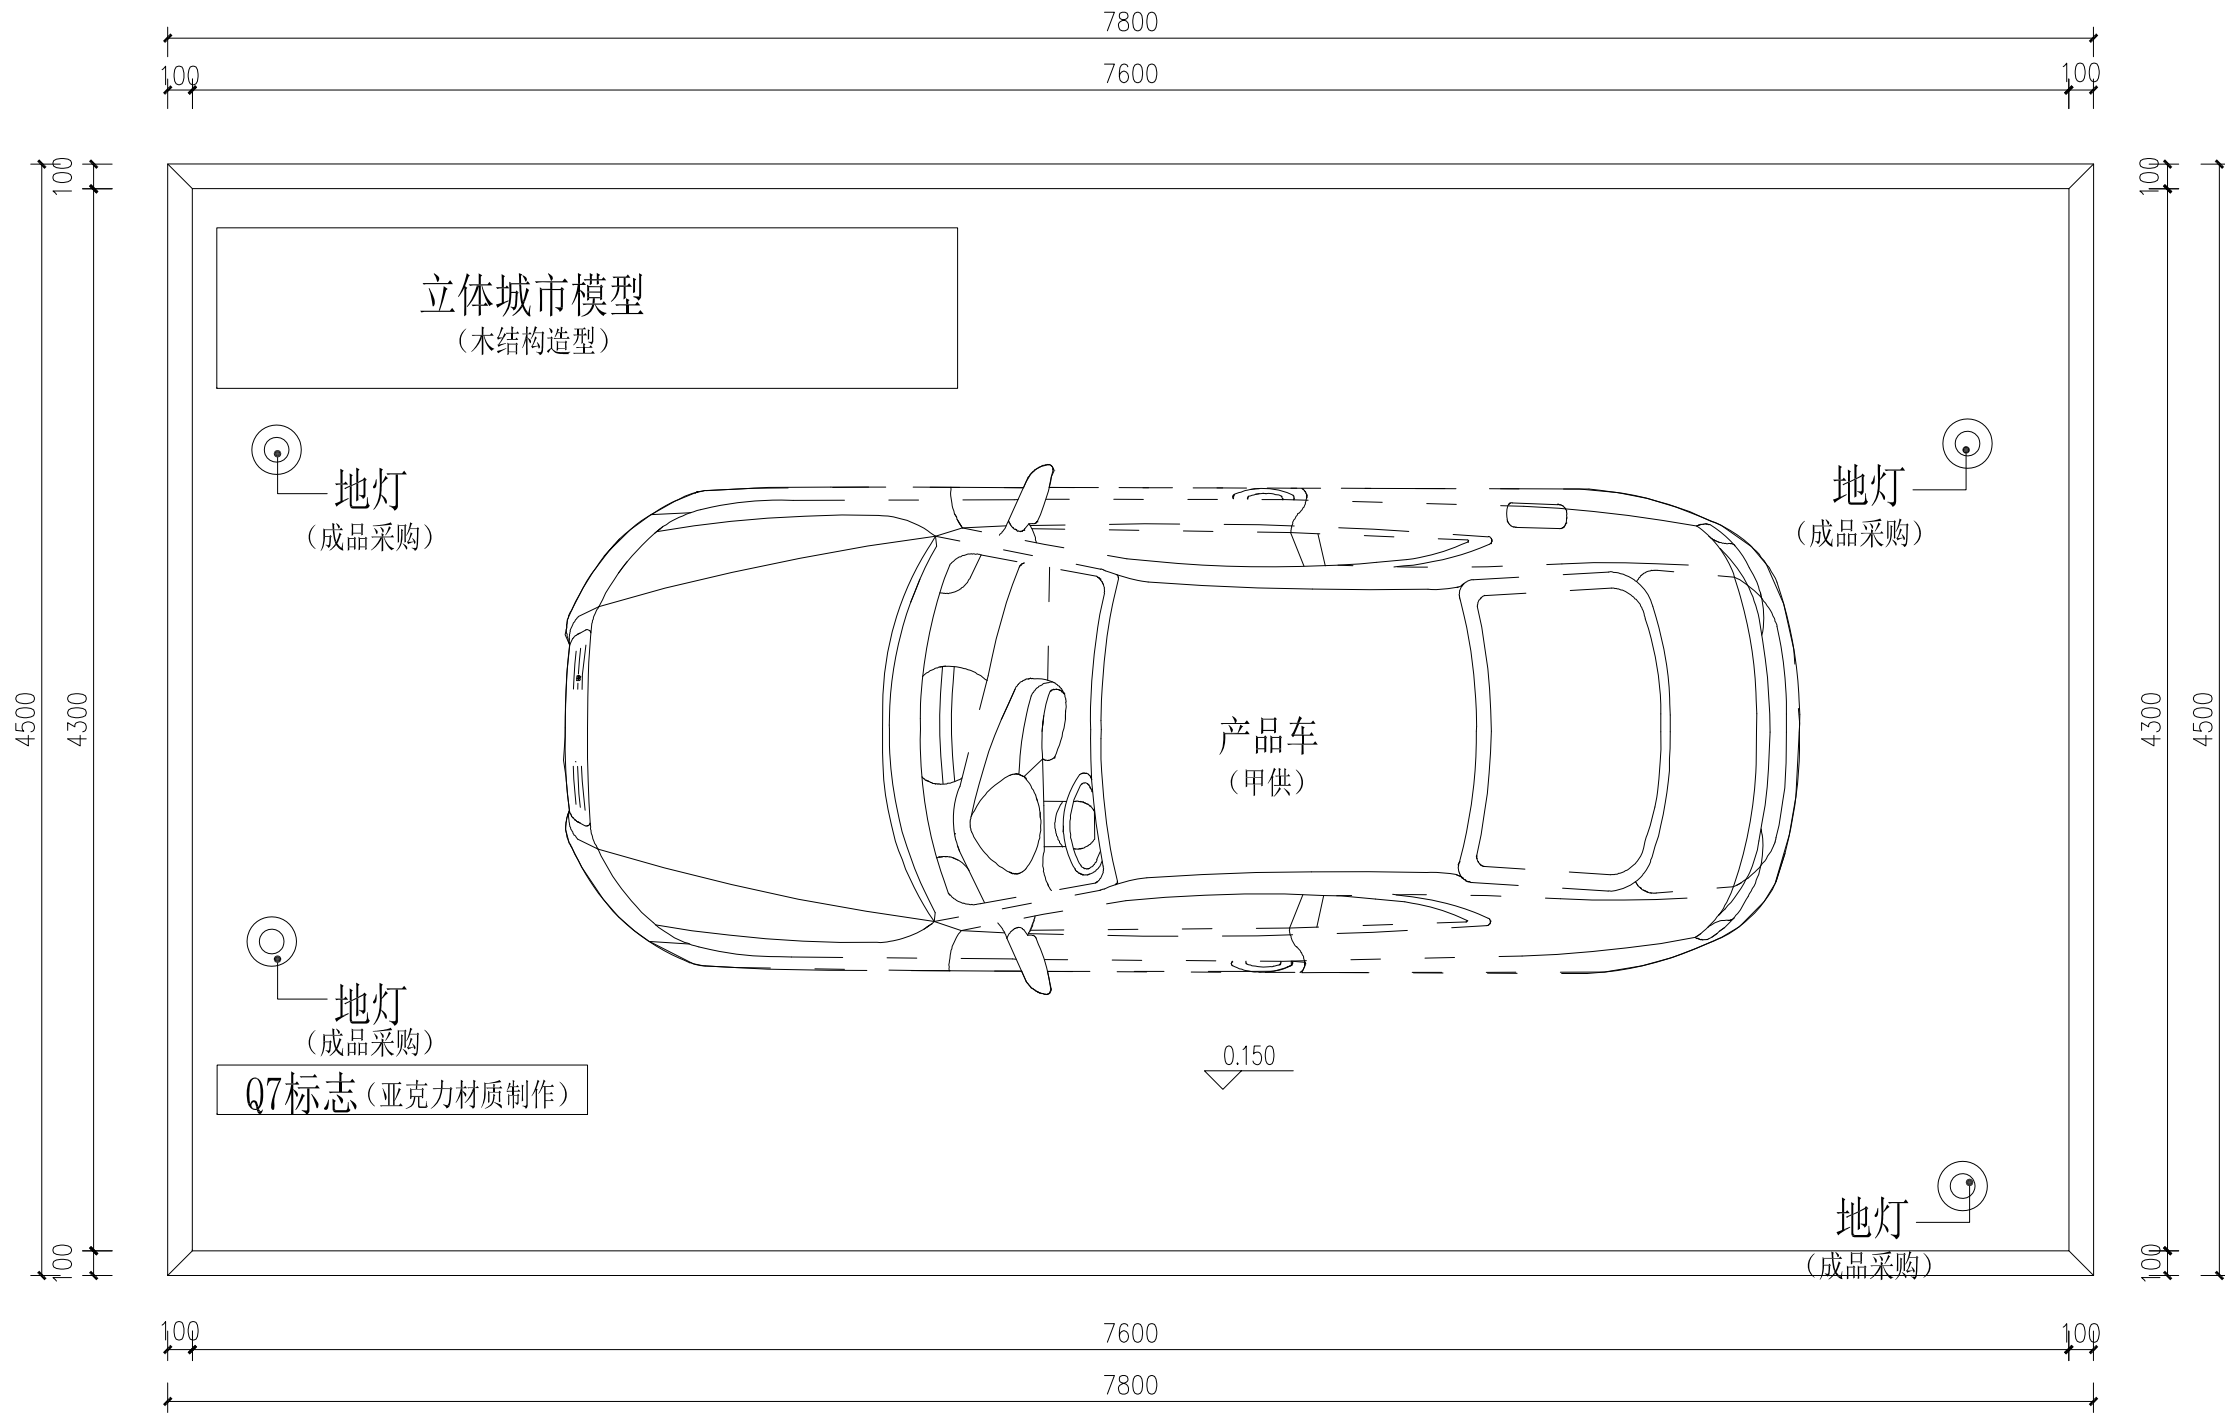 7800
100
7600
100
100
100
立体城市模型
（木结构造型）
地灯
（成品采购）
地灯
（成品采购）
4500
4300
产品车
（甲供）
4300
4500
地灯
（成品采购）
0.150
Q7标志（亚克力材质制作）
地灯
（成品采购）
100
100
100
7600
100
7800